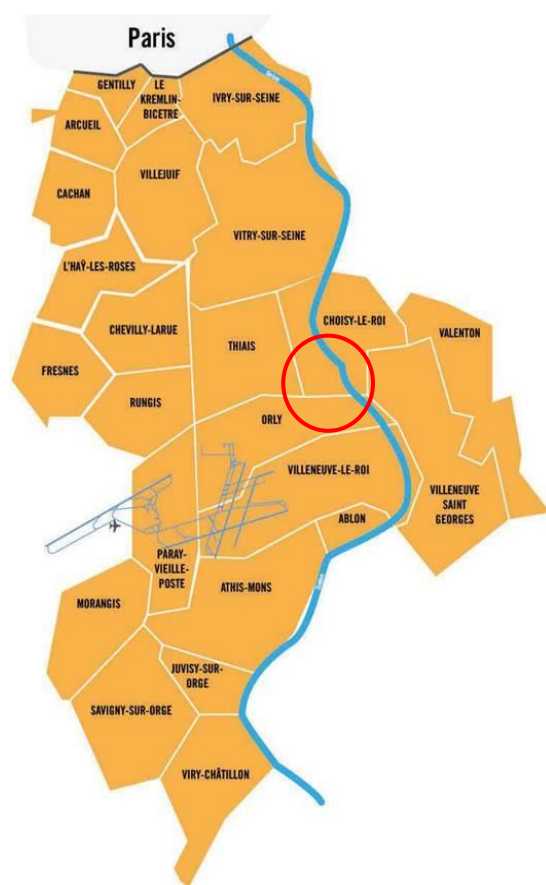 Paris
GENTILLY
LE
KREMLIN-
BICETRE
IVRY-SUR-SEINE
Seine
ARCUEIL
VILLEJUIF
CACHAN
VITRY-SUR-SEINE
L'HAŸ-LES-ROSES
CHOISY-LE-ROI
CHEVILLY-LARUE
VALENTON
THIAIS
FRESNES
RUNGIS
ORLY
VILLENEUVE-LE-ROI
VILLENEUVE
SAINT
GEORGES
ABLON
PARAY-
VIEILLE-
POSTE
ATHIS-MONS
Seine
MORANGIS
JUVISY-SUR-
ORGE
SAVIGNY-SUR-ORGE
VIRY-CHÂTILLON